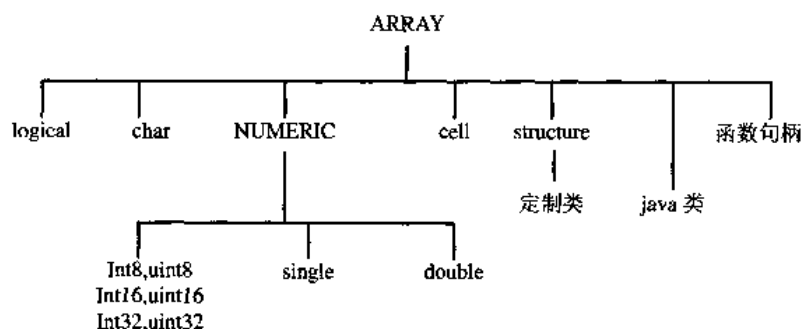 ARRAY
logical char NUMERIC cell structure 函数句柄
定制类 java 类
Int8,uint8 single double
Int16,uint16
Int32,uint32